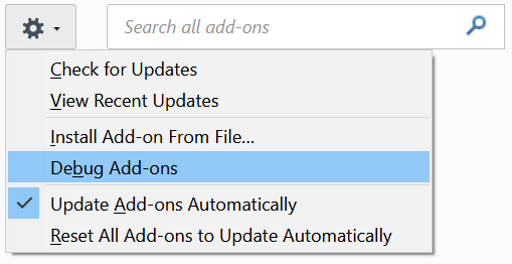 Search all add-ons
Check for Updates
View Recent Updates
Install Add-on From File...
Debug Add-ons
Update Add-ons Automatically
Reset All Add-ons to Update Automatically